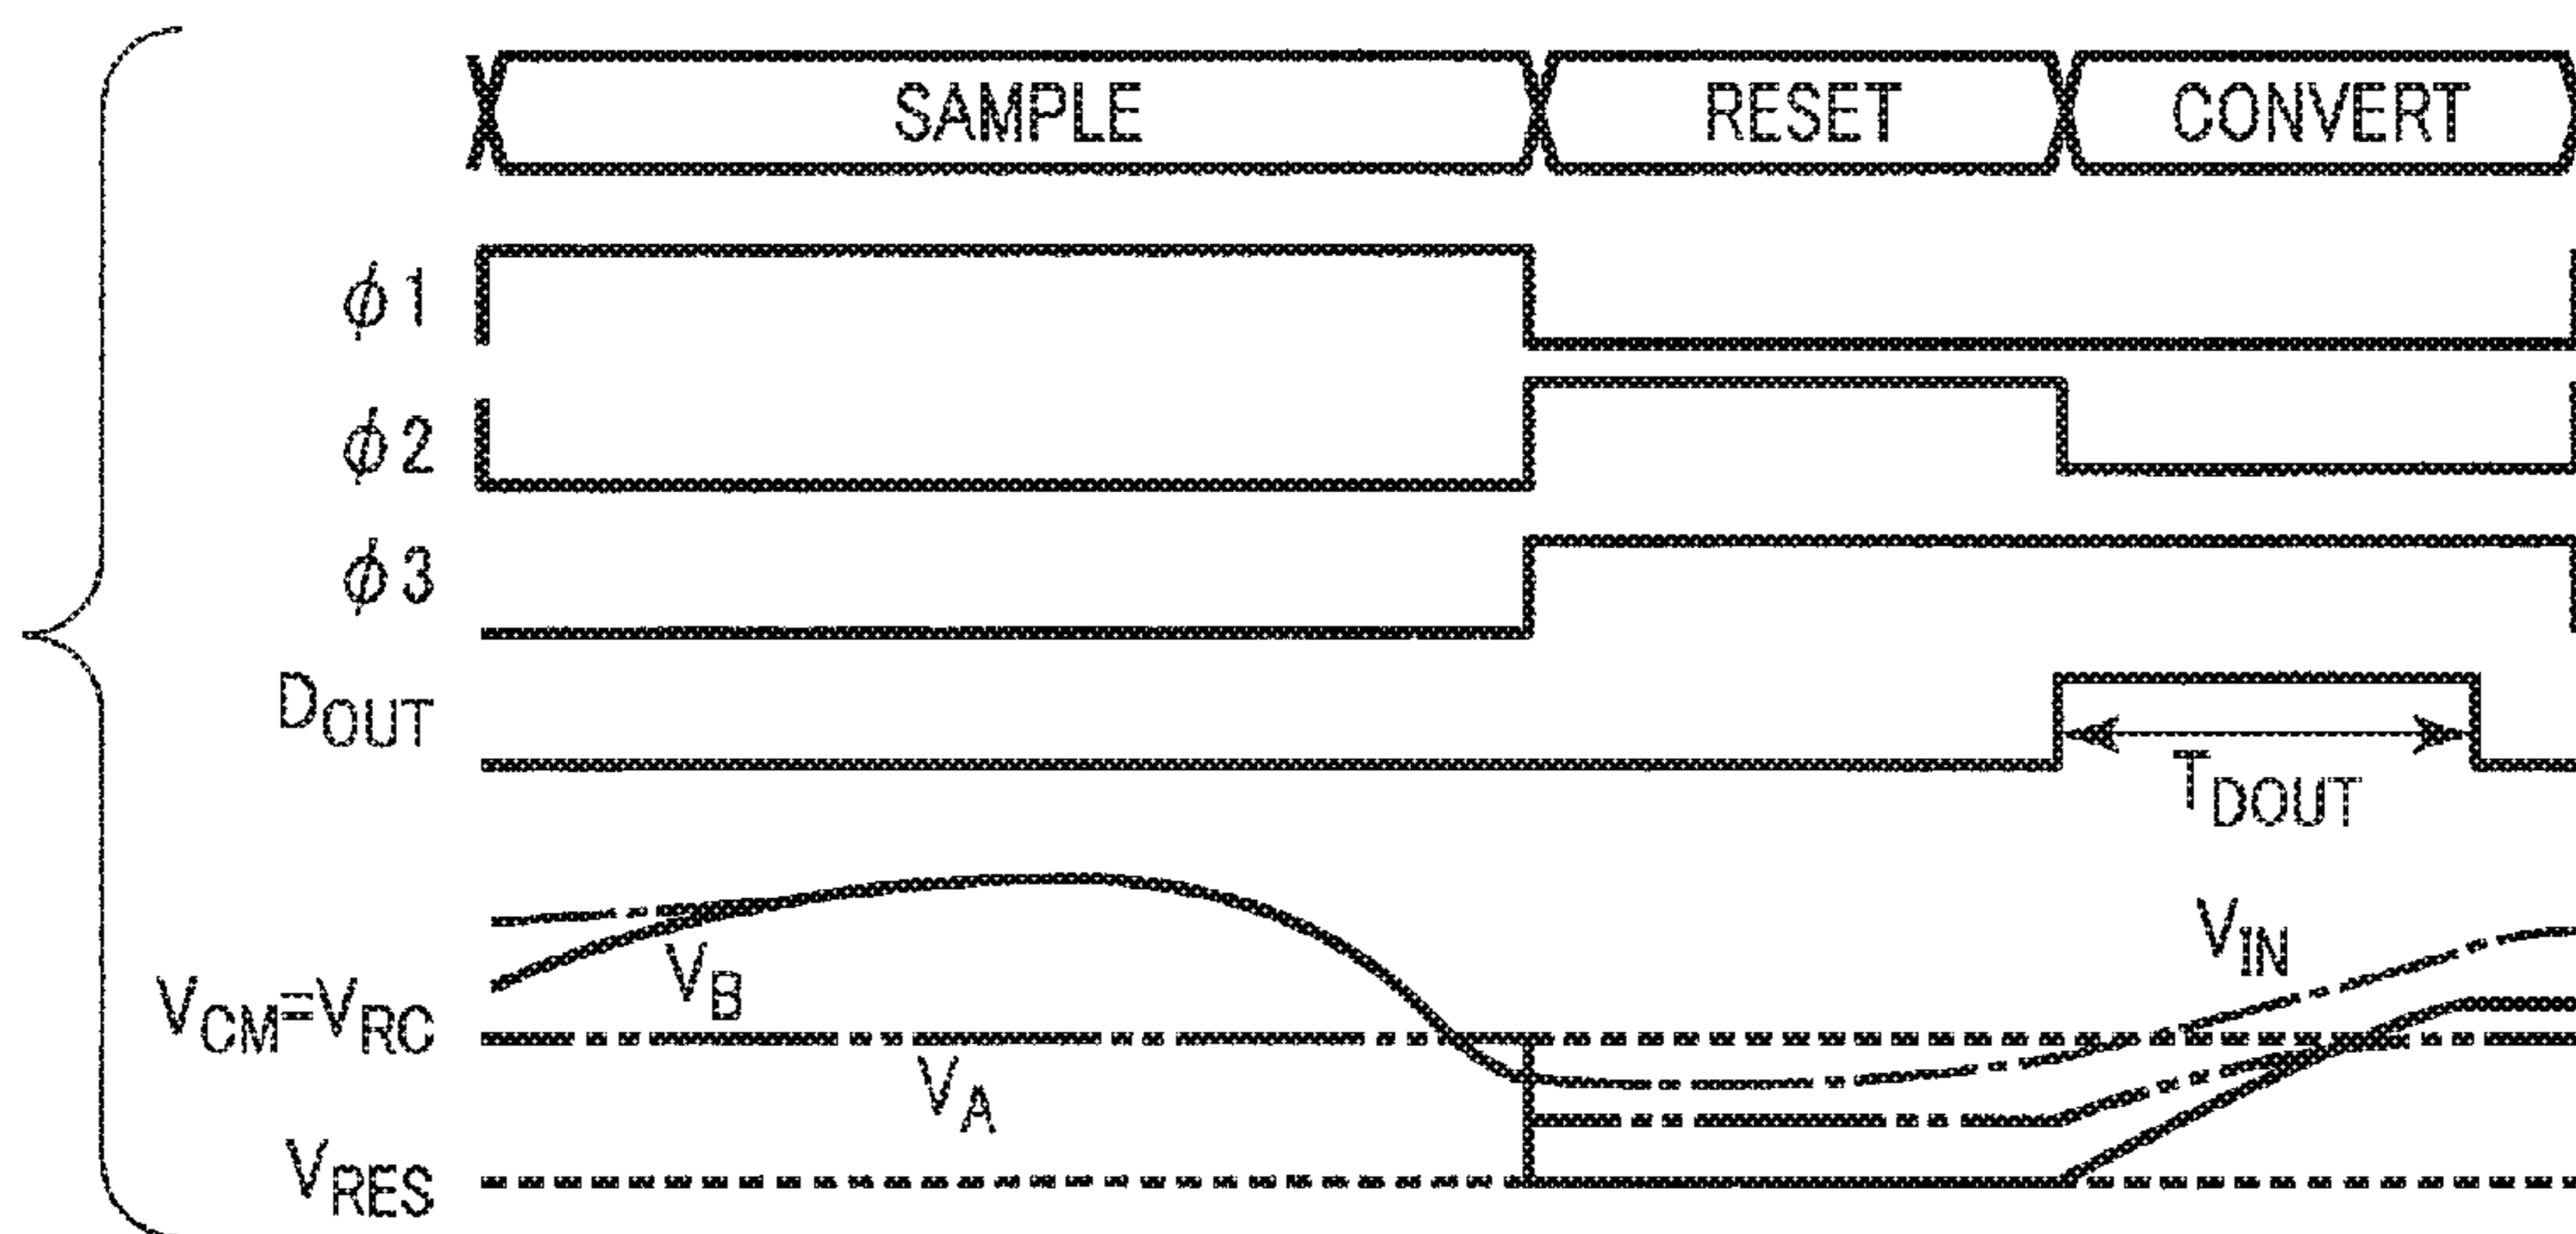 SAMPLE RESET CONVERT
ϕ1
ϕ2
ϕ3
DOUT
TDOUT
VIN
VB
VCM=VRC
VA
VRES